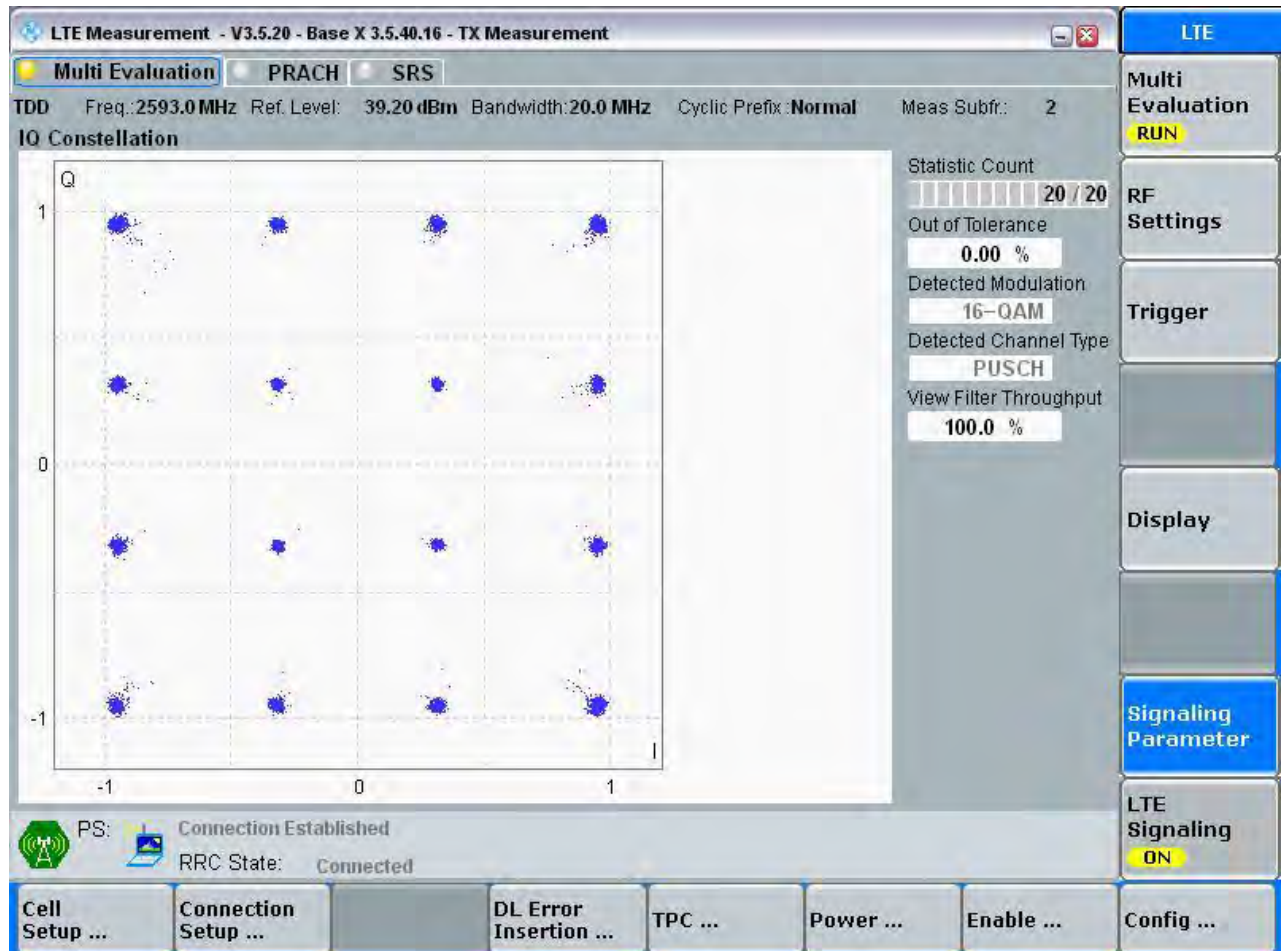 LTE Measurement - V3.5.20 - Base X 3.5.40.16 - TX Measurement
LTE
Multi Evaluation PRACH SRS
TDD Freq.:2593.0 MHz Ref. Level: 39.20 dBm Bandwidth:20.0 MHz Cyclic Prefix :Normal Meas Subfr.: 2
IQ Constellation
Q
1
0
-1
-1 0 1
I
Statistic Count
20 / 20
Out of Tolerance
0.00 %
Detected Modulation
16-QAM
Detected Channel Type
PUSCH
View Filter Throughput
100.0 %
Multi
Evaluation
RUN
RF
Settings
Trigger
Display
Signaling
Parameter
LTE
Signaling
ON
PS: Connection Established
RRC State: Connected
Cell
Setup ...
Connection
Setup ...
DL Error
Insertion ...
TPC ...
Power ...
Enable ...
Config ...